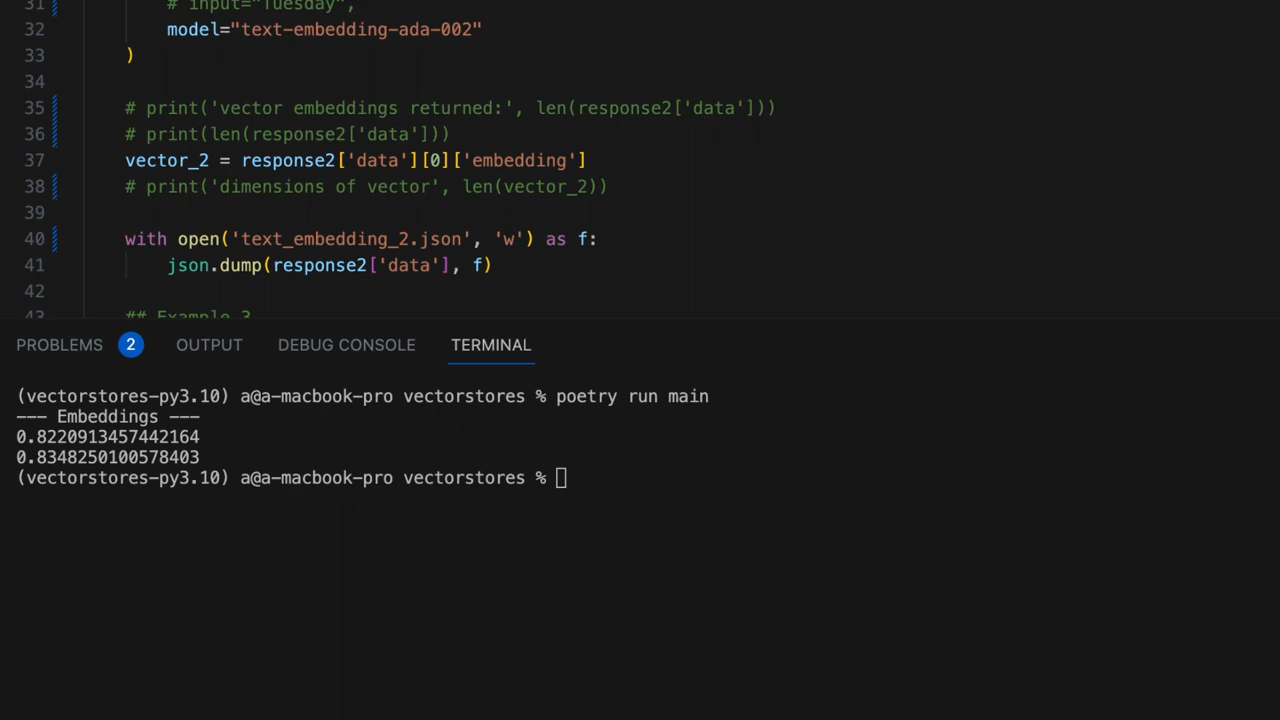 31 # input="Tuesday",
32 model="text-embedding-ada-002"
33 )
34
35 # print('vector embeddings returned:', len(response2['data']))
36 # print(len(response2['data']))
37 vector_2 = response2['data'][0]['embedding']
38 # print('dimensions of vector', len(vector_2))
39
40 with open('text_embedding_2.json', 'w') as f:
41 json.dump(response2['data'], f)
42
43 ## Example 3
PROBLEMS 2 OUTPUT DEBUG CONSOLE TERMINAL
(vectorstores-py3.10) a@a-macbook-pro vectorstores % poetry run main
--- Embeddings ---
0.8220913457442164
0.8348250100578403
(vectorstores-py3.10) a@a-macbook-pro vectorstores %